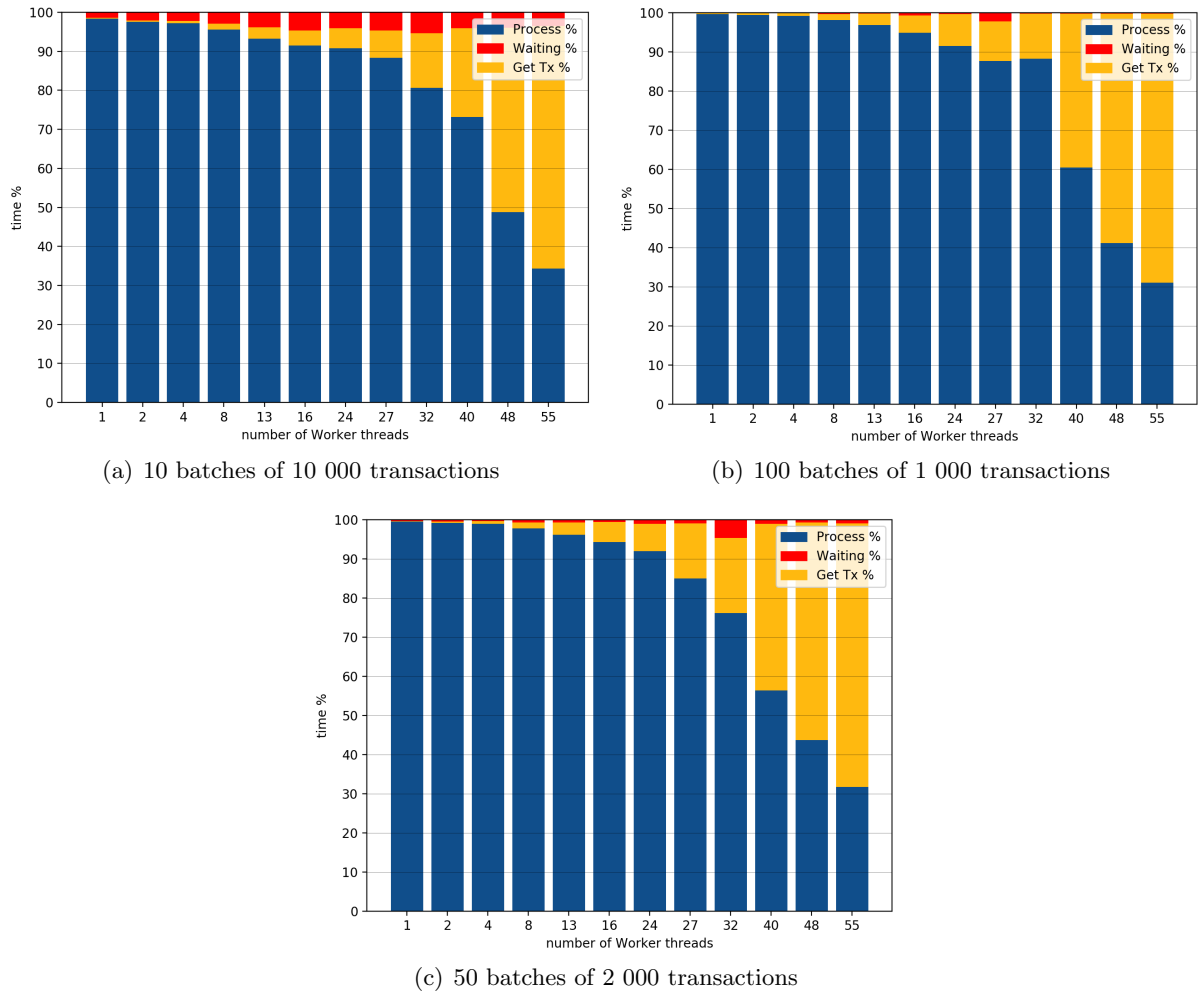 100
90
80
70
60
50
40
30
20
10
0
time %
Process %
Waiting %
Get Tx %
1 2 4 8 13 16 24 27 32 40 48 55
number of Worker threads
(a) 10 batches of 10 000 transactions
100
90
80
70
60
50
40
30
20
10
0
time %
Process %
Waiting %
Get Tx %
1 2 4 8 13 16 24 27 32 40 48 55
number of Worker threads
(b) 100 batches of 1 000 transactions
100
90
80
70
60
50
40
30
20
10
0
time %
Process %
Waiting %
Get Tx %
1 2 4 8 13 16 24 27 32 40 48 55
number of Worker threads
(c) 50 batches of 2 000 transactions